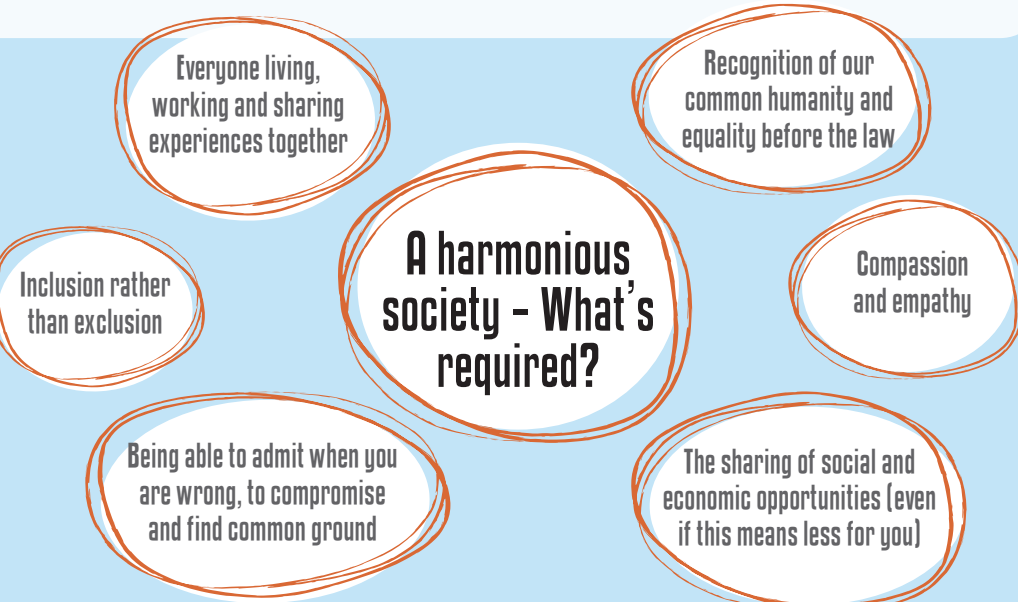 Everyone living,
working and sharing
experiences together
Recognition of our
common humanity and
equality before the law
A harmonious
society - What's
required?
Inclusion rather
than exclusion
Compassion
and empathy
Being able to admit when you
are wrong, to compromise
and find common ground
The sharing of social and
economic opportunities (even
if this means less for you)